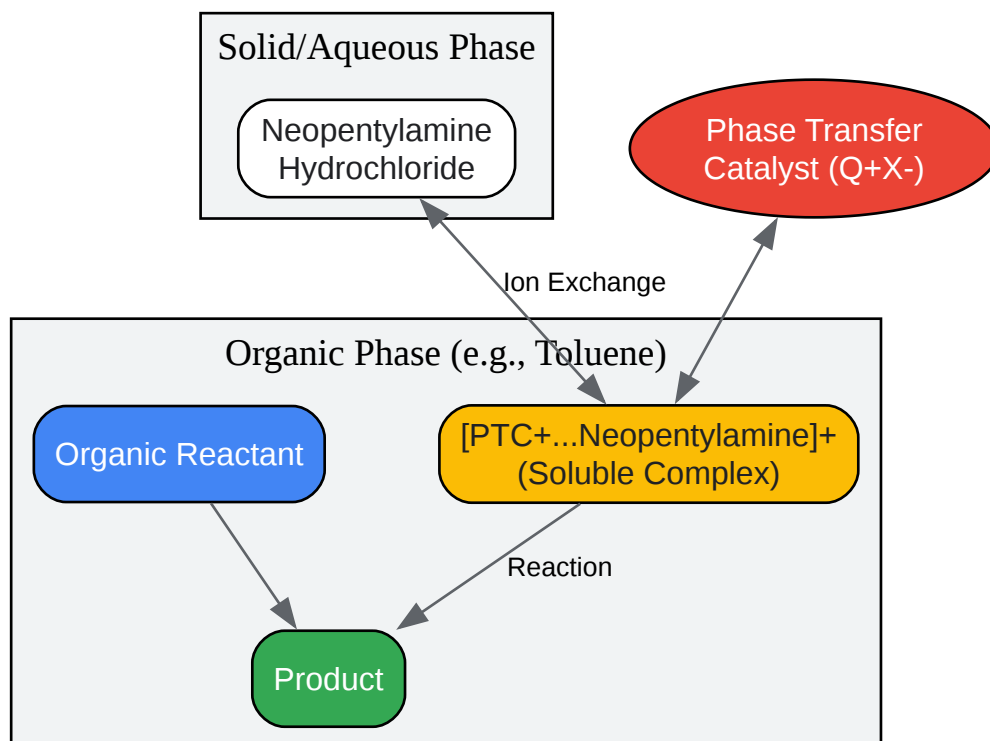 Solid/Aqueous Phase
Neopentylamine
Hydrochloride
Phase Transfer
Catalyst (Q+X-)
Ion Exchange
Organic Phase (e.g., Toluene)
Organic Reactant
[PTC+...Neopentylamine]+
(Soluble Complex)
Reaction
Product